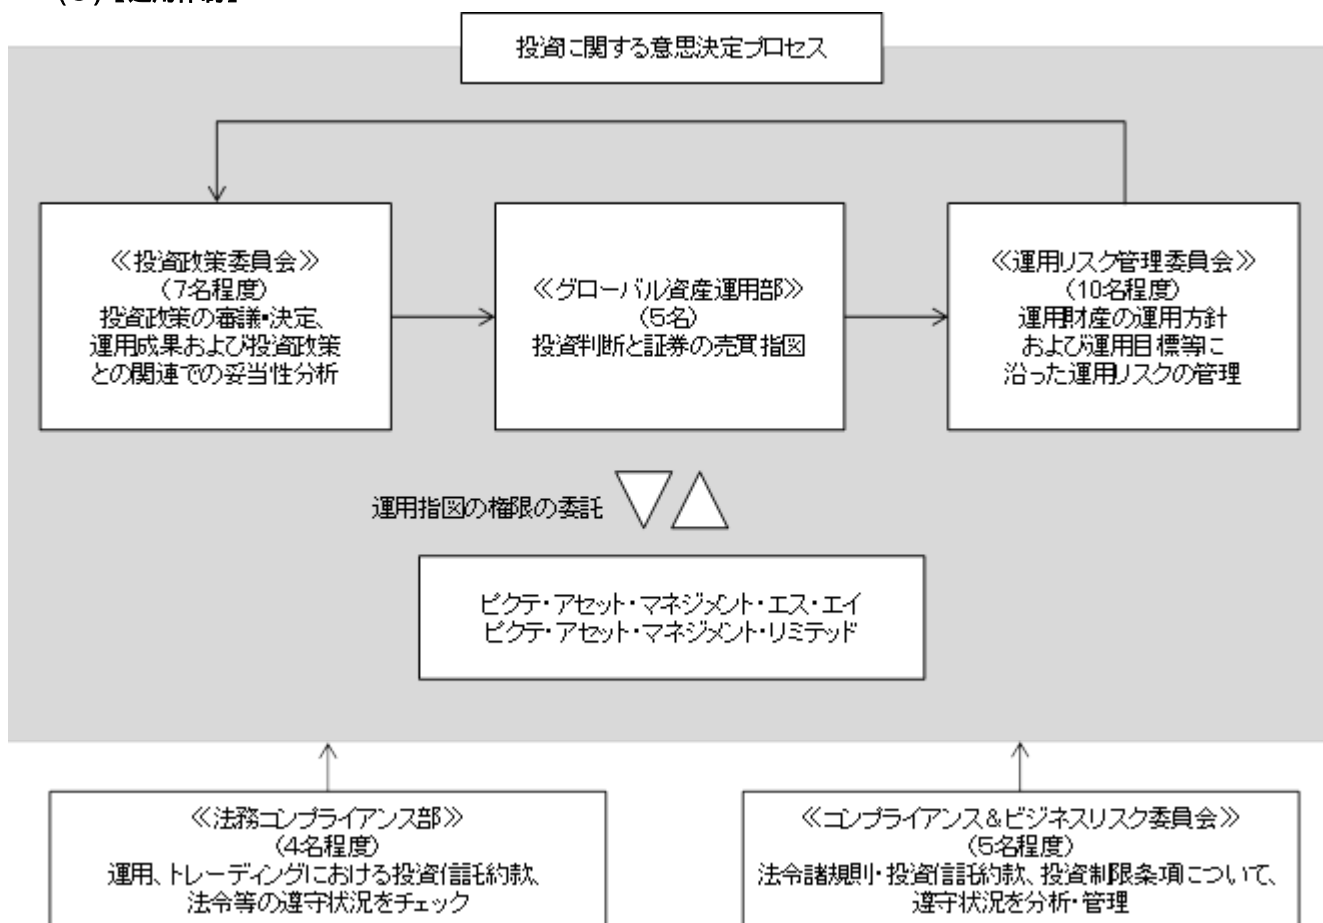 投資に関する意思決定プロセス
≪投資政策委員会≫
(7名程度)
投資政策の審議・決定、
運用成果および投資政策
との関連での妥当性分析
≪グローバル資産運用部≫
(5名)
投資判断と証券の売買指図
≪運用リスク管理委員会≫
(10名程度)
運用財産の運用方針
および運用目標等に
沿った運用リスクの管理
運用指図の権限の委託
ピクテ・アセット・マネジメント・エス・エイ
ピクテ・アセット・マネジメント・リミテッド
≪法務コンプライアンス部≫
(4名程度)
運用、トレーディングにおける投資信託約款、
法令等の遵守状況をチェック
≪コンプライアンス&ビジネスリスク委員会≫
(5名程度)
法令諸規則・投資信託約款、投資制限条項について、
遵守状況を分析・管理